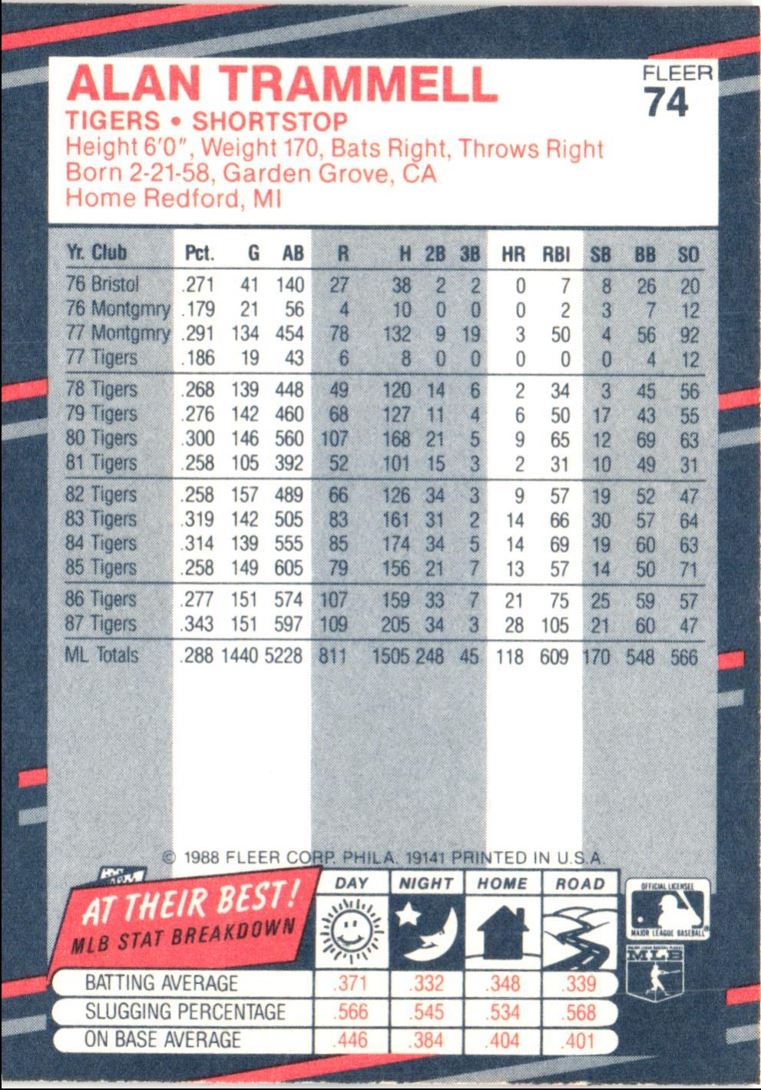 ALAN TRAMMELL
FLEER
74
TIGERS • SHORTSTOP
Height 6'0", Weight 170, Bats Right, Throws Right
Born 2-21-58, Garden Grove, CA
Home Redford, MI
Yr. Club Pct. G AB R H 2B 3B HR RBI SB BB SO
76 Bristol .271 41 140 27 38 2 2 0 7 8 26 20
76 Montgmry .179 21 56 4 10 0 0 0 2 3 7 12
77 Montgmry .291 134 454 78 132 9 19 3 50 4 56 92
77 Tigers .186 19 43 6 8 0 0 0 0 0 4 12
78 Tigers .268 139 448 49 120 14 6 2 34 3 45 56
79 Tigers .276 142 460 68 127 11 4 6 50 17 43 55
80 Tigers .300 146 560 107 168 21 5 9 65 12 69 63
81 Tigers .258 105 392 52 101 15 3 2 31 10 49 31
82 Tigers .258 157 489 66 126 34 3 9 57 19 52 47
83 Tigers .319 142 505 83 161 31 2 14 66 30 57 64
84 Tigers .314 139 555 85 174 34 5 14 69 19 60 63
85 Tigers .258 149 605 79 156 21 7 13 57 14 50 71
86 Tigers .277 151 574 107 159 33 7 21 75 25 59 57
87 Tigers .343 151 597 109 205 34 3 28 105 21 60 47
ML Totals .288 1440 5228 811 1505 248 45 118 609 170 548 566
© 1988 FLEER CORP. PHILA. 19141 PRINTED IN U.S.A.
AT THEIR BEST!
MLB STAT BREAKDOWN
DAY NIGHT HOME ROAD
OFFICIAL LICENSEE
MAJOR LEAGUE BASEBALL
MLB
BATTING AVERAGE .371 .332 .348 .339
SLUGGING PERCENTAGE .566 .545 .534 .568
ON BASE AVERAGE .446 .384 .404 .401